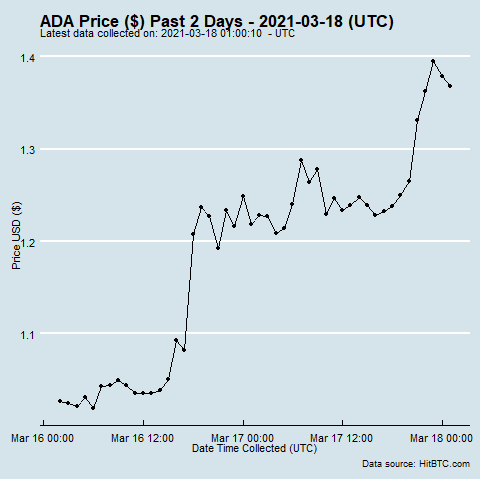 ADA Price ($) Past 2 Days - 2021-03-18 (UTC)
Latest data collected on: 2021-03-18 01:00:10 - UTC
1.4
1.3
1.2
1.1
Price USD ($)
Mar 16 00:00 Mar 16 12:00 Mar 17 00:00 Mar 17 12:00 Mar 18 00:00
Date Time Collected (UTC)
Data source: HitBTC.com